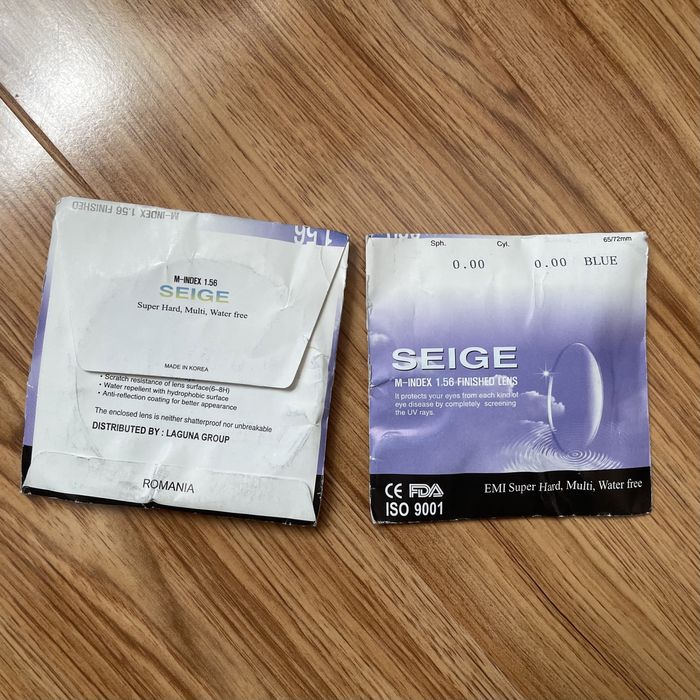 M-INDEX 1.56 FINISHED
1.56
M-INDEX 1.56
SEIGE
Super Hard, Multi, Water free
MADE IN KOREA
• Scratch resistance of lens surface(6-8H)
• Water repellent with hydrophobic surface
• Anti-reflection coating for better appearance
The enclosed lens is neither shatterproof nor unbreakable
DISTRIBUTED BY : LAGUNA GROUP
ROMANIA
Sph. Cyl. 65/72mm
0.00 0.00 BLUE
SEIGE
M-INDEX 1.56 FINISHED LENS
It protects your eyes from each kind of
eye disease by completely screening
the UV rays.
CE FDA
ISO 9001
EMI Super Hard, Multi, Water free